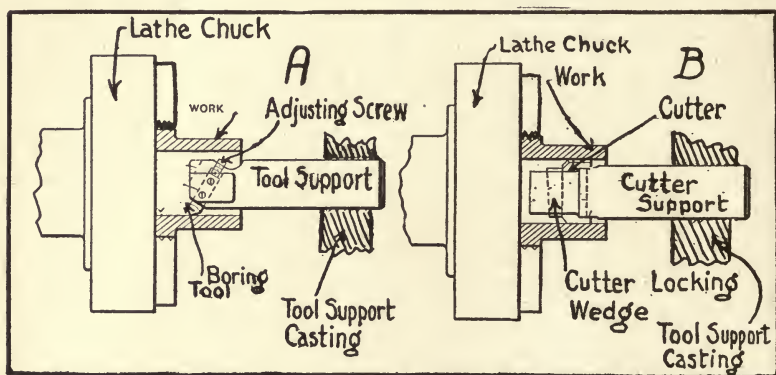 Lathe Chuck
A
WORK
Adjusting Screw
Tool Support
Boring
Tool
Tool Support
Casting
Lathe Chuck
B
Work
Cutter
Cutter
Support
Cutter Locking
Wedge
Tool Support
Casting